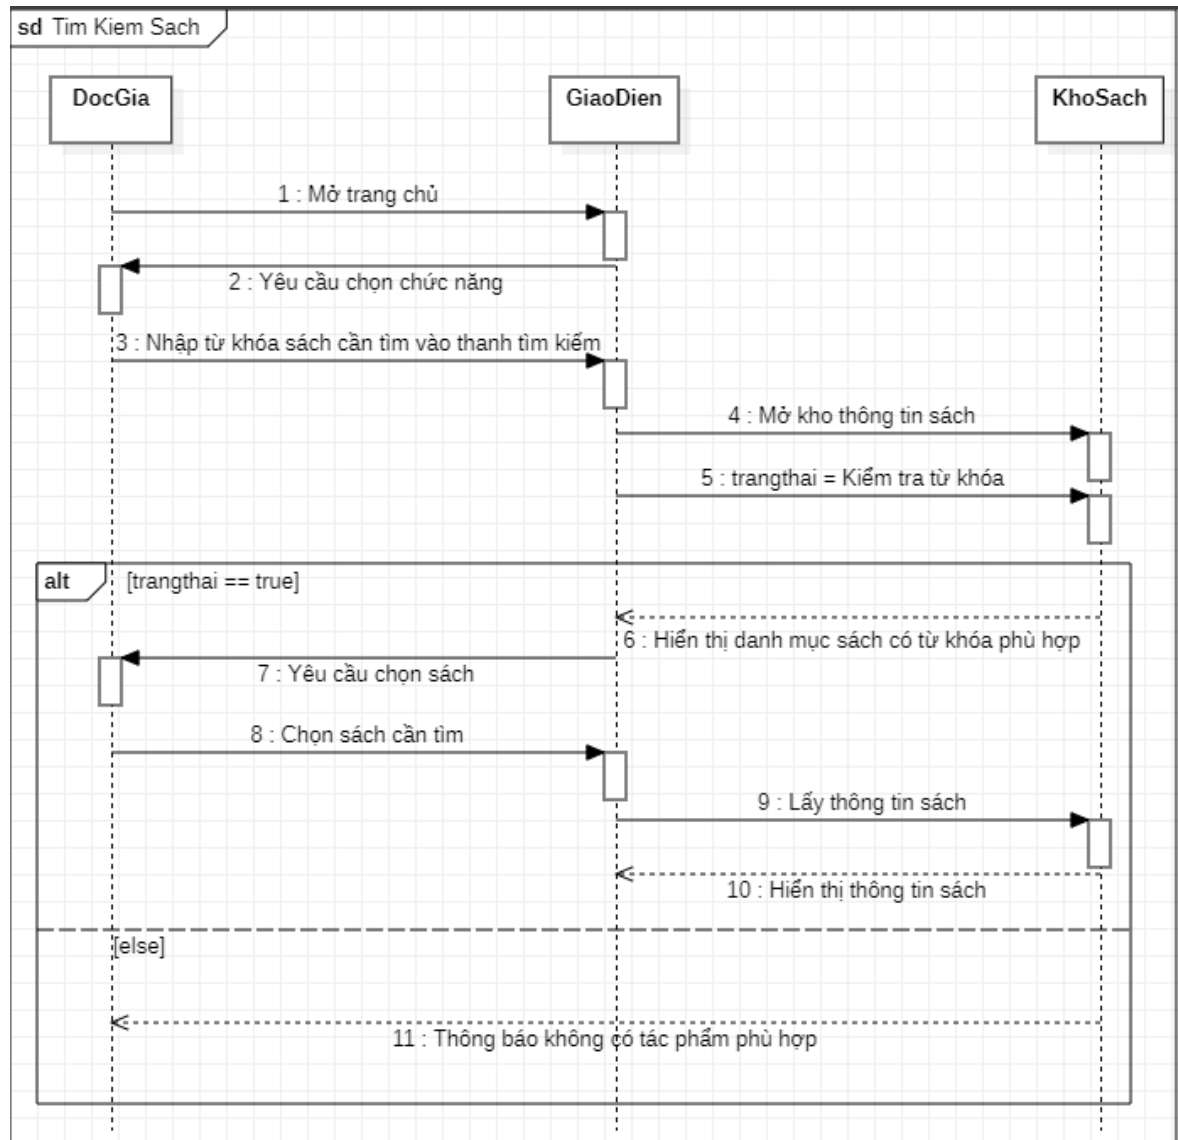 sd Tim Kiem Sach
DocGia
GiaoDien
KhoSach
1 : Mở trang chủ
2 : Yêu cầu chọn chức năng
3 : Nhập từ khóa sách cần tìm vào thanh tìm kiếm
4 : Mở kho thông tin sách
5 : trangthai = Kiểm tra từ khóa
alt
[trangthai == true]
6 : Hiển thị danh mục sách có từ khóa phù hợp
7 : Yêu cầu chọn sách
8 : Chọn sách cần tìm
9 : Lấy thông tin sách
10 : Hiển thị thông tin sách
[else]
11 : Thông báo không có tác phẩm phù hợp